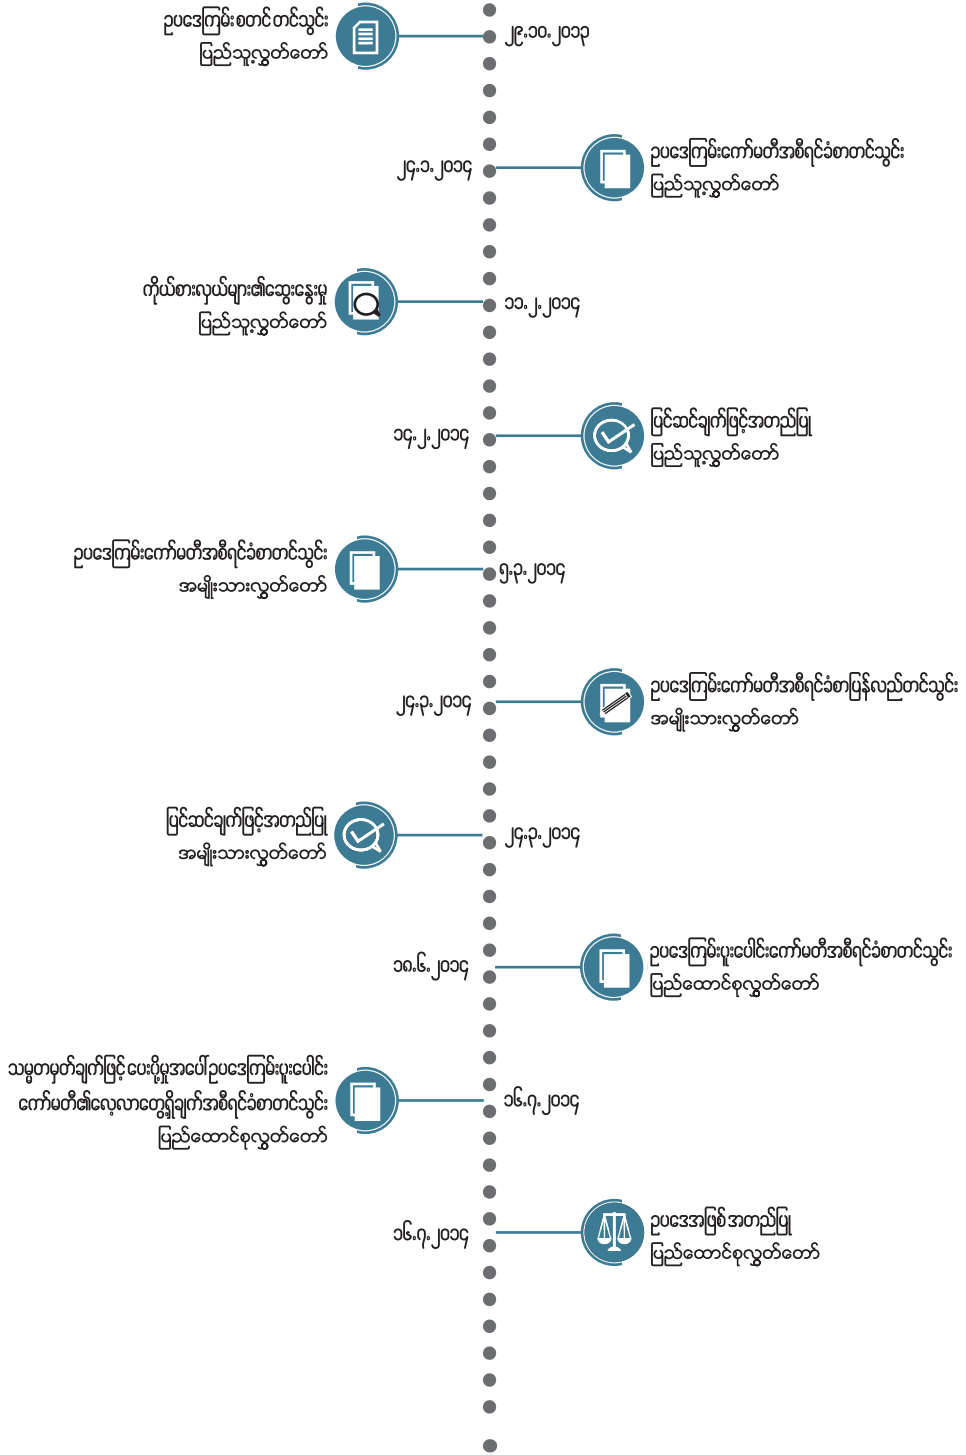 ဥပဒေကြမ်းစတင်တင်သွင်း
ပြည်သူ့လွှတ်တော်
၂၉.၁၀.၂၀၁၃
၂၄.၁.၂၀၁၄
ဥပဒေကြမ်းကော်မတီအစီရင်ခံစာတင်သွင်း
ပြည်သူ့လွှတ်တော်
ကိုယ်စားလှယ်များ၏ဆွေးနွေးမှု
ပြည်သူ့လွှတ်တော်
၁၁.၂.၂၀၁၄
၁၄.၂.၂၀၁၄
ပြင်ဆင်ချက်ဖြင့်အတည်ပြု
ပြည်သူ့လွှတ်တော်
ဥပဒေကြမ်းကော်မတီအစီရင်ခံစာတင်သွင်း
အမျိုးသားလွှတ်တော်
၅.၃.၂၀၁၄
၂၄.၃.၂၀၁၄
ဥပဒေကြမ်းကော်မတီအစီရင်ခံစာပြန်လည်တင်သွင်း
အမျိုးသားလွှတ်တော်
ပြင်ဆင်ချက်ဖြင့်အတည်ပြု
အမျိုးသားလွှတ်တော်
၂၄.၃.၂၀၁၄
၁၈.၆.၂၀၁၄
ဥပဒေကြမ်းပူးပေါင်းကော်မတီအစီရင်ခံစာတင်သွင်း
ပြည်ထောင်စုလွှတ်တော်
သမ္မတမှတ်ချက်ဖြင့် ပေးပို့မှုအပေါ် ဥပဒေကြမ်းပူးပေါင်း
ကော်မတီ၏လေ့လာတွေ့ရှိချက်အစီရင်ခံစာတင်သွင်း
ပြည်ထောင်စုလွှတ်တော်
၁၆.၇.၂၀၁၄
၁၆.၇.၂၀၁၄
ဥပဒေအဖြစ် အတည်ပြု
ပြည်ထောင်စုလွှတ်တော်